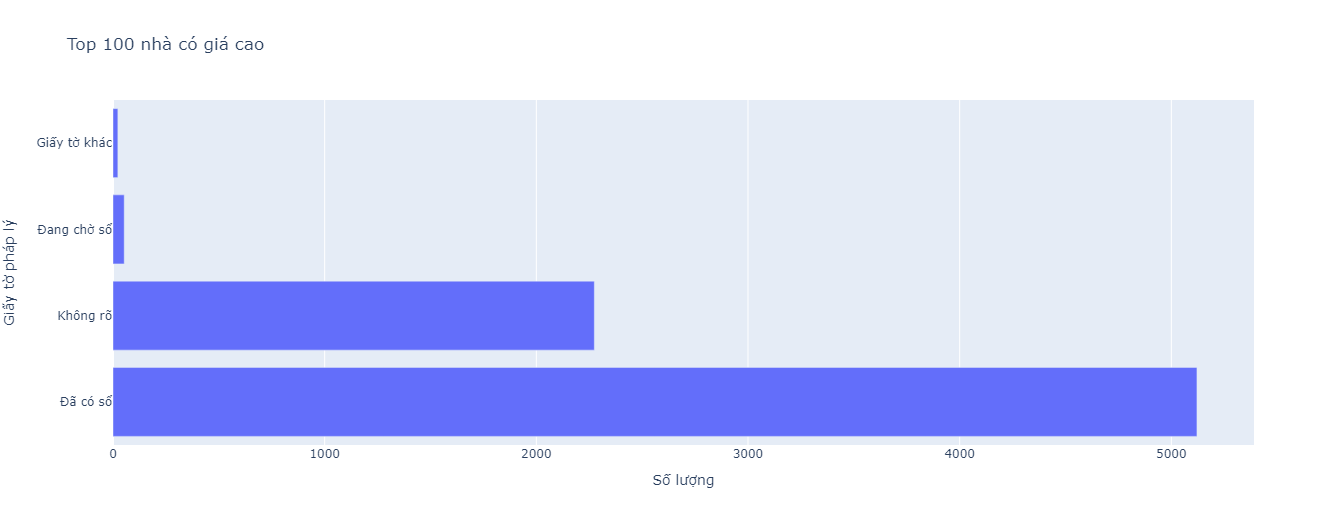 Top 100 nhà có giá cao
Giấy tờ pháp lý
Giấy tờ khác
Đang chờ sổ
Không rõ
Đã có sổ
0 1000 2000 3000 4000 5000
Số lượng